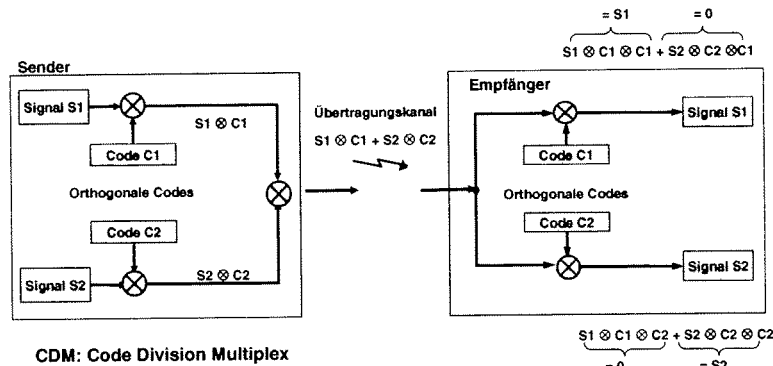 = S1 = 0
S1 ⊗ C1 ⊗ C1 + S2 ⊗ C2 ⊗C1
Sender
Empfänger
Signal S1
S1 ⊗ C1
Code C1
Orthogonale Codes
Code C2
Signal S2
S2 ⊗ C2
Übertragungskanal
S1 ⊗ C1 + S2 ⊗ C2
Signal S1
Code C1
Orthogonale Codes
Code C2
Signal S2
CDM: Code Division Multiplex
S1 ⊗ C1 ⊗ C2 + S2 ⊗ C2 ⊗ C2
= 0 = S2